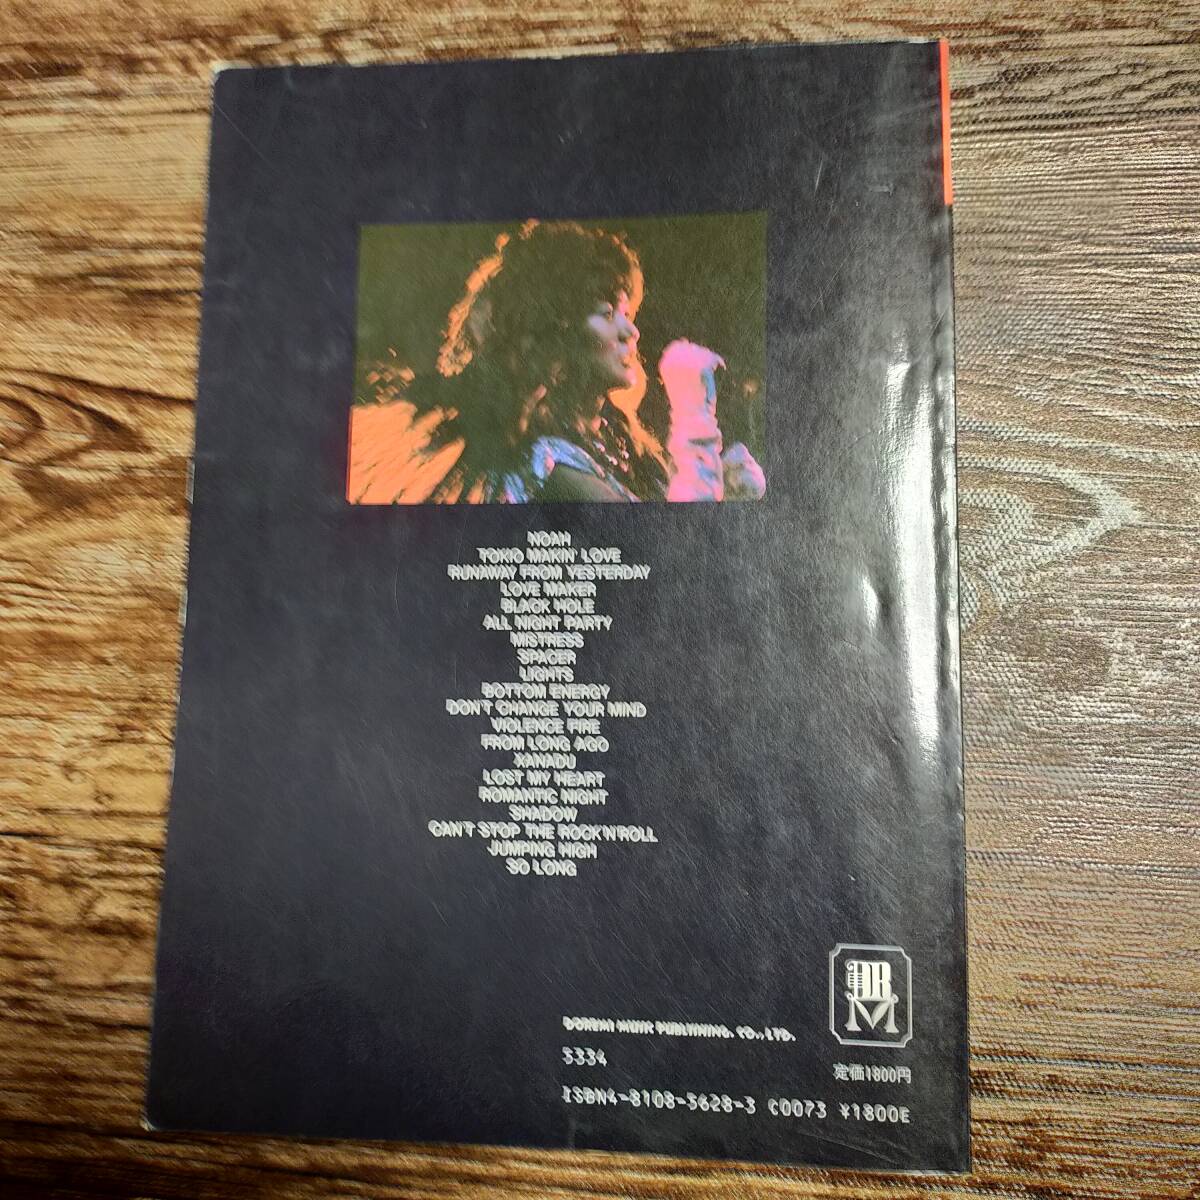 NOAH
TOKIO MAKIN' LOVE
RUNAWAY FROM YESTERDAY
LOVE MAKER
BLACK HOLE
ALL NIGHT PARTY
MISTRESS
SPACER
LIGHTS
BOTTOM ENERGY
DON'T CHANGE YOUR MIND
VIOLENCE FIRE
FROM LONG AGO
XANADU
LOST MY HEART
ROMANTIC NIGHT
SHADOW
CAN'T STOP THE ROCK'N'ROLL
JUMPING HIGH
SO LONG
DRM
DOREMI MUSIC PUBLISHING. CO., LTD.
5334
定価1800円
ISBN4-8108-5628-3 C0073 ¥1800E